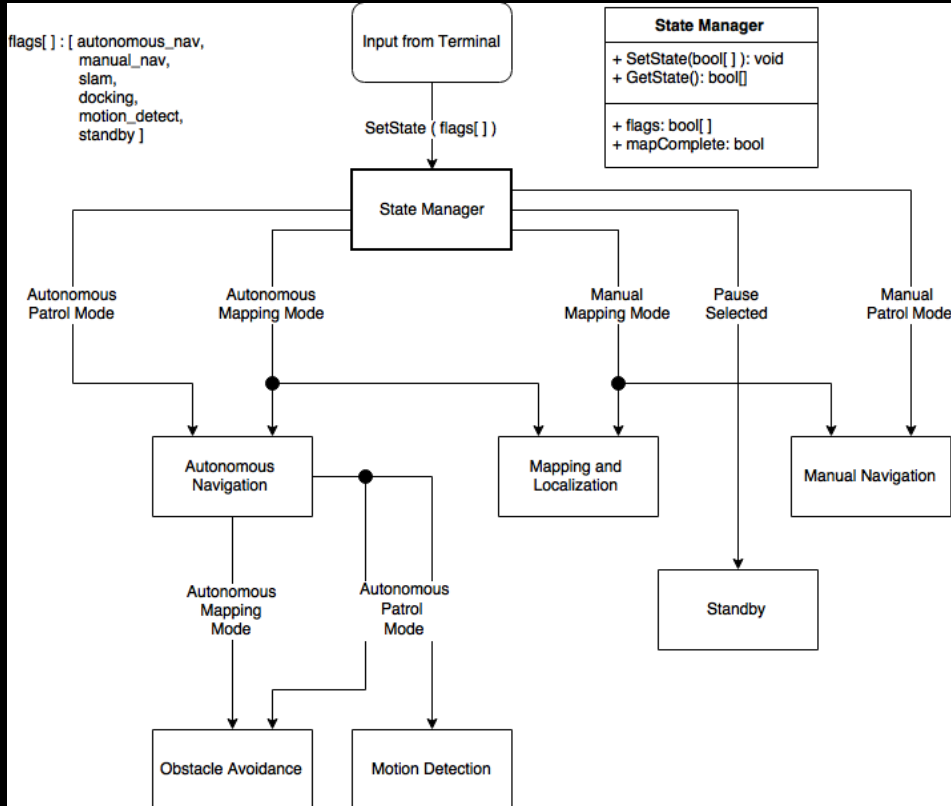 flags[ ] : [ autonomous_nav,
manual_nav,
slam,
docking,
motion_detect,
standby ]
Input from Terminal
State Manager
+ SetState(bool[ ] ): void
+ GetState(): bool[]
+ flags: bool[ ]
+ mapComplete: bool
SetState ( flags[ ] )
State Manager
Autonomous
Patrol Mode
Autonomous
Mapping Mode
Manual
Mapping Mode
Pause
Selected
Manual
Patrol Mode
Autonomous
Navigation
Mapping and
Localization
Manual Navigation
Autonomous
Mapping
Mode
Autonomous
Patrol
Mode
Standby
Obstacle Avoidance
Motion Detection